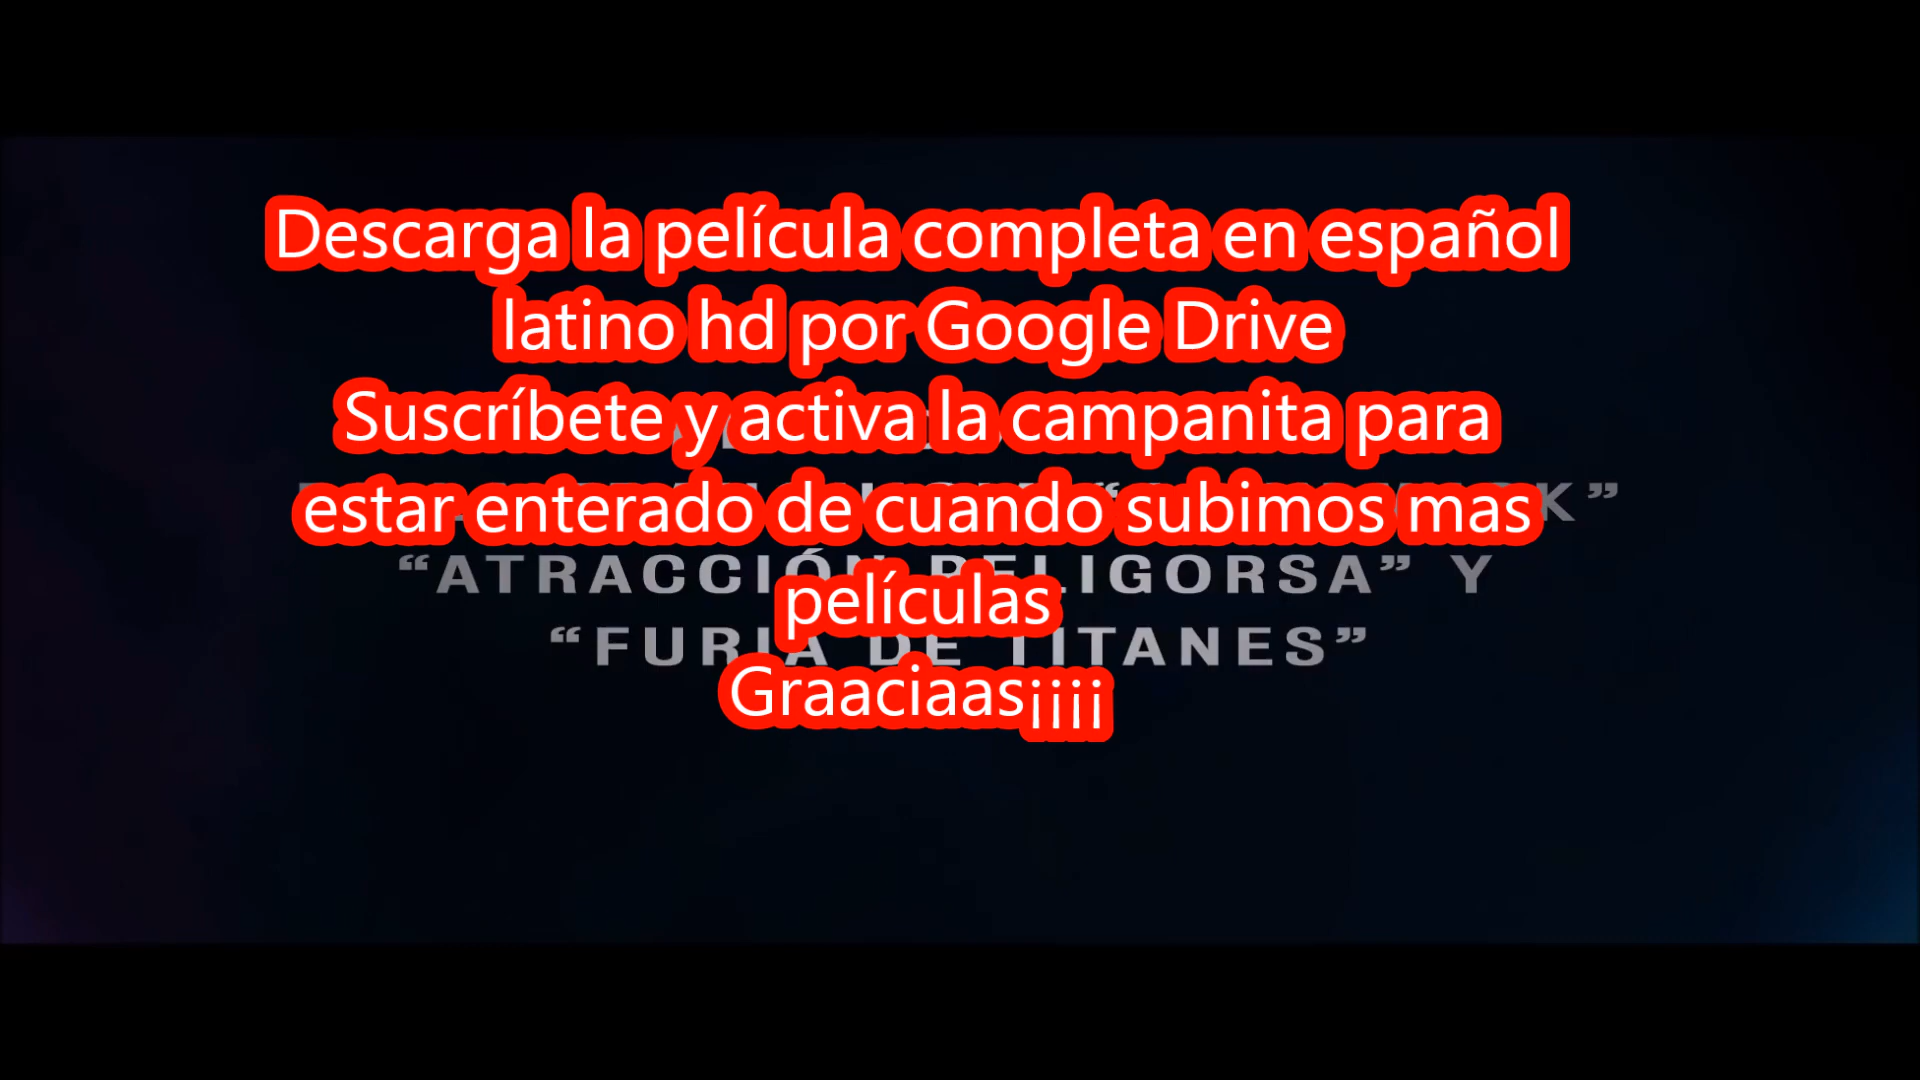 Descarga la película completa en español
latino hd por Google Drive
Suscríbete y activa la campanita para
estar enterado de cuando subimos mas
películas
Graaciaas¡¡¡¡
“ATRACCIÓN PELIGORSA” Y
“FURIA DE TITANES”